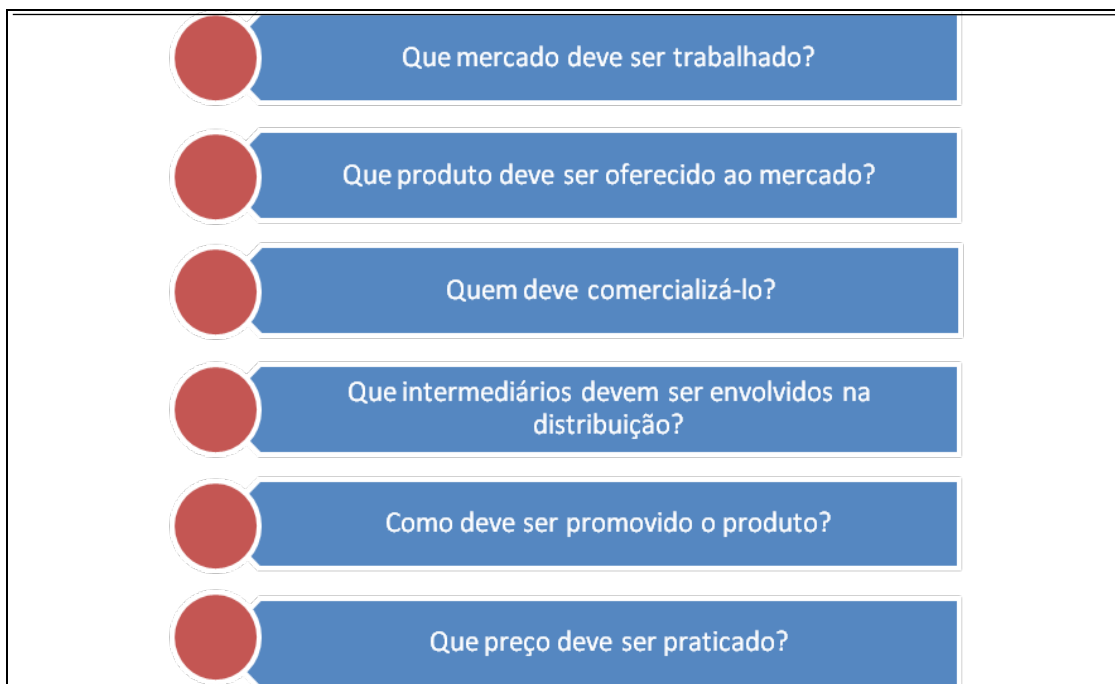 Que mercado deve ser trabalhado?
Que produto deve ser oferecido ao mercado?
Quem deve comercializá-lo?
Que intermediários devem ser envolvidos na
distribuição?
Como deve ser promovido o produto?
Que preço deve ser praticado?